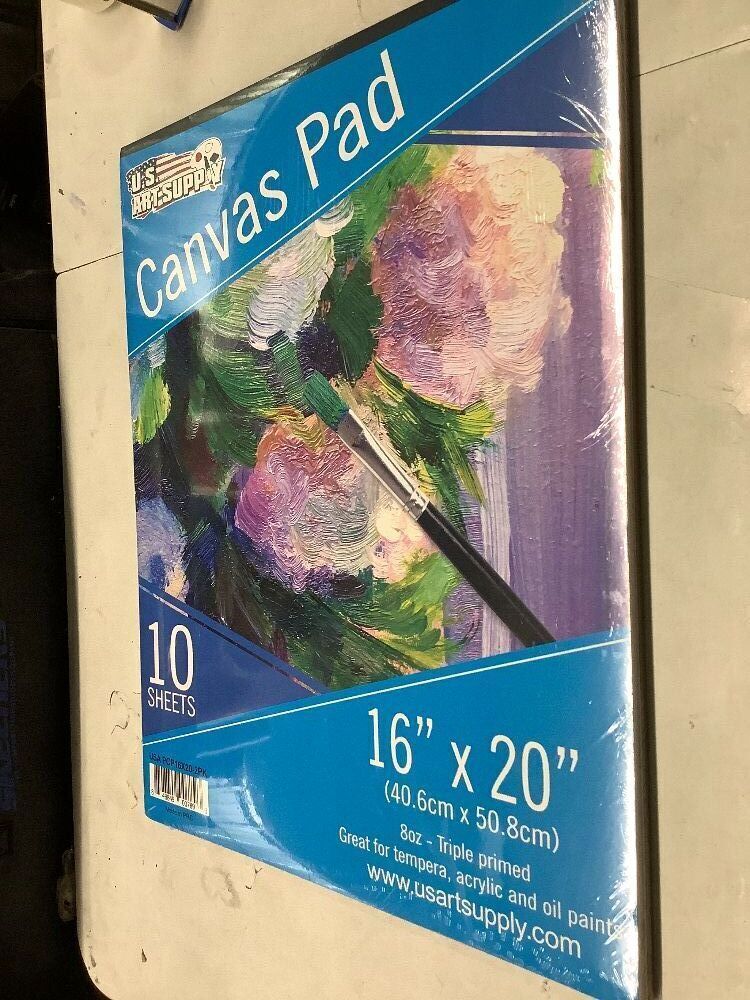 U.S.
ART SUPPLY
Canvas Pad
10
SHEETS
16” x 20”
(40.6cm x 50.8cm)
8oz - Triple primed
Great for tempera, acrylic and oil paints
www.usartsupply.com